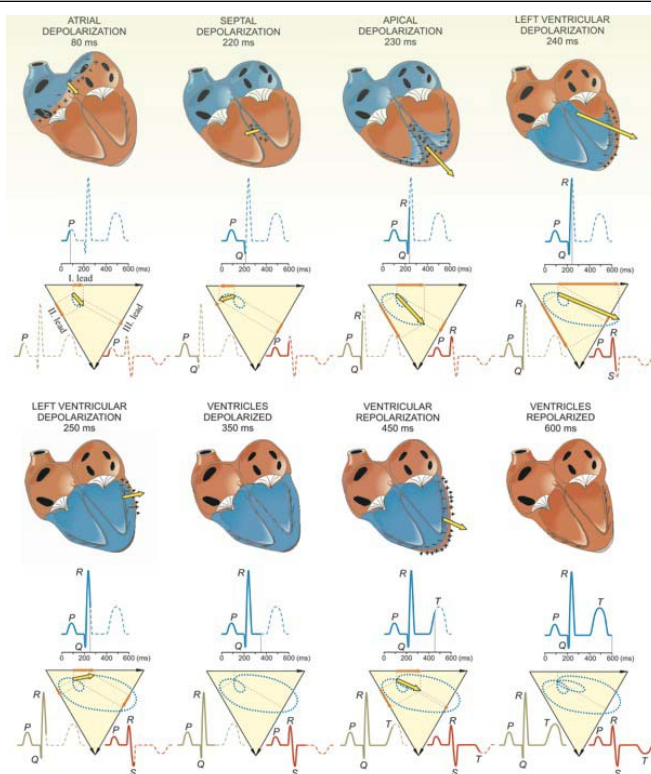 ATRIAL
DEPOLARIZATION
80 ms
SEPTAL
DEPOLARIZATION
220 ms
APICAL
DEPOLARIZATION
230 ms
LEFT VENTRICULAR
DEPOLARIZATION
240 ms
P
0 200 400 600 (ms)
P
Q
0 200 400 600 (ms)
R
P
Q
0 200 400 600 (ms)
R
P
Q
0 200 400 600 (ms)
I. lead
II. lead
III. lead
P
P
P
Q
P
R
P
Q
R
P
R
P
Q
R
P
S
LEFT VENTRICULAR
DEPOLARIZATION
250 ms
VENTRICLES
DEPOLARIZED
350 ms
VENTRICULAR
REPOLARIZATION
450 ms
VENTRICLES
REPOLARIZED
600 ms
R
P
Q
0 200 400 600 (ms)
R
P
Q
0 200 400 600 (ms)
R
T
P
Q
0 200 400 600 (ms)
R
T
P
Q
0 200 400 600 (ms)
R
P
Q
R
P
S
R
P
Q
R
P
S
R
P
T
Q
R
P
S
T
R
P
T
Q
R
P
S
T